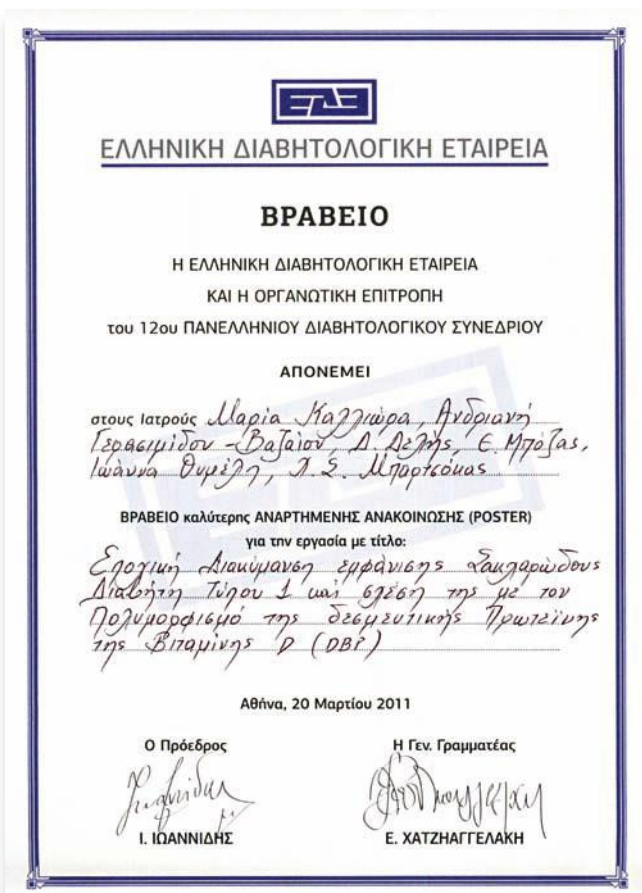 ΕΔΕ
ΕΛΛΗΝΙΚΗ ΔΙΑΒΗΤΟΛΟΓΙΚΗ ΕΤΑΙΡΕΙΑ
ΒΡΑΒΕΙΟ
Η ΕΛΛΗΝΙΚΗ ΔΙΑΒΗΤΟΛΟΓΙΚΗ ΕΤΑΙΡΕΙΑ
ΚΑΙ Η ΟΡΓΑΝΩΤΙΚΗ ΕΠΙΤΡΟΠΗ
του 12ου ΠΑΝΕΛΛΗΝΙΟΥ ΔΙΑΒΗΤΟΛΟΓΙΚΟΥ ΣΥΝΕΔΡΙΟΥ
ΑΠΟΝΕΜΕΙ
στους Ιατρούς Μαρία Καλλιώρα, Ανδριανή
Γερασιμίδου-Βαζαίου, Δ. Δελής, Ε. Μπόζας,
Ιωάννα Θυμέλη, Χ.Σ. Μπαρτσόκας
ΒΡΑΒΕΙΟ καλύτερης ΑΝΑΡΤΗΜΕΝΗΣ ΑΝΑΚΟΙΝΩΣΗΣ (POSTER)
για την εργασία με τίτλο:
Εποχική Διακύμανση εμφάνισης Σακχαρώδους
Διαβήτη Τύπου 1 και σχέση της με τον
Πολυμορφισμό της δεσμευτικής Πρωτεΐνης
της Βιταμίνης D (DBP)
Αθήνα, 20 Μαρτίου 2011
Ο Πρόεδρος
Η Γεν. Γραμματέας
Ι. ΙΩΑΝΝΙΔΗΣ
Ε. ΧΑΤΖΗΑΓΓΕΛΑΚΗ